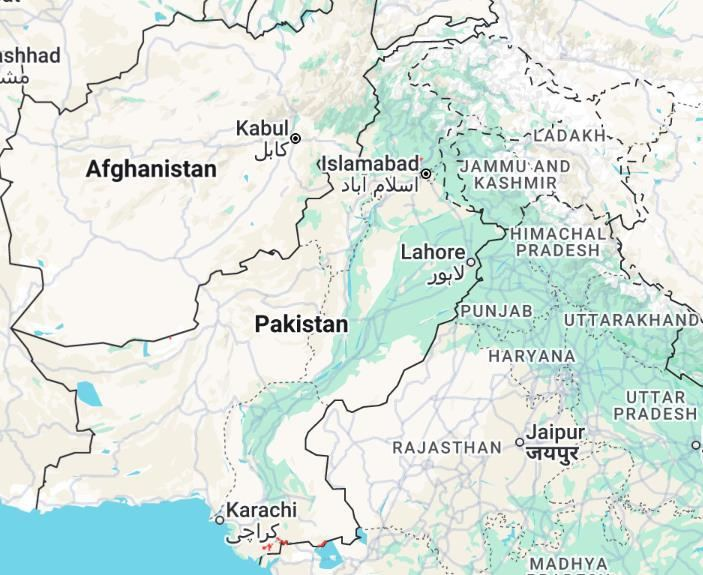 ashhad
مش
Kabul
کابل
Afghanistan
Islamabad
اسلام آباد
LADAKH
JAMMU AND
KASHMIR
HIMACHAL
PRADESH
Lahore
لاہور
Pakistan
PUNJAB
UTTARAKHAND
HARYANA
UTTAR
PRADESH
RAJASTHAN
Jaipur
जयपुर
Karachi
کراچی
MADHYA